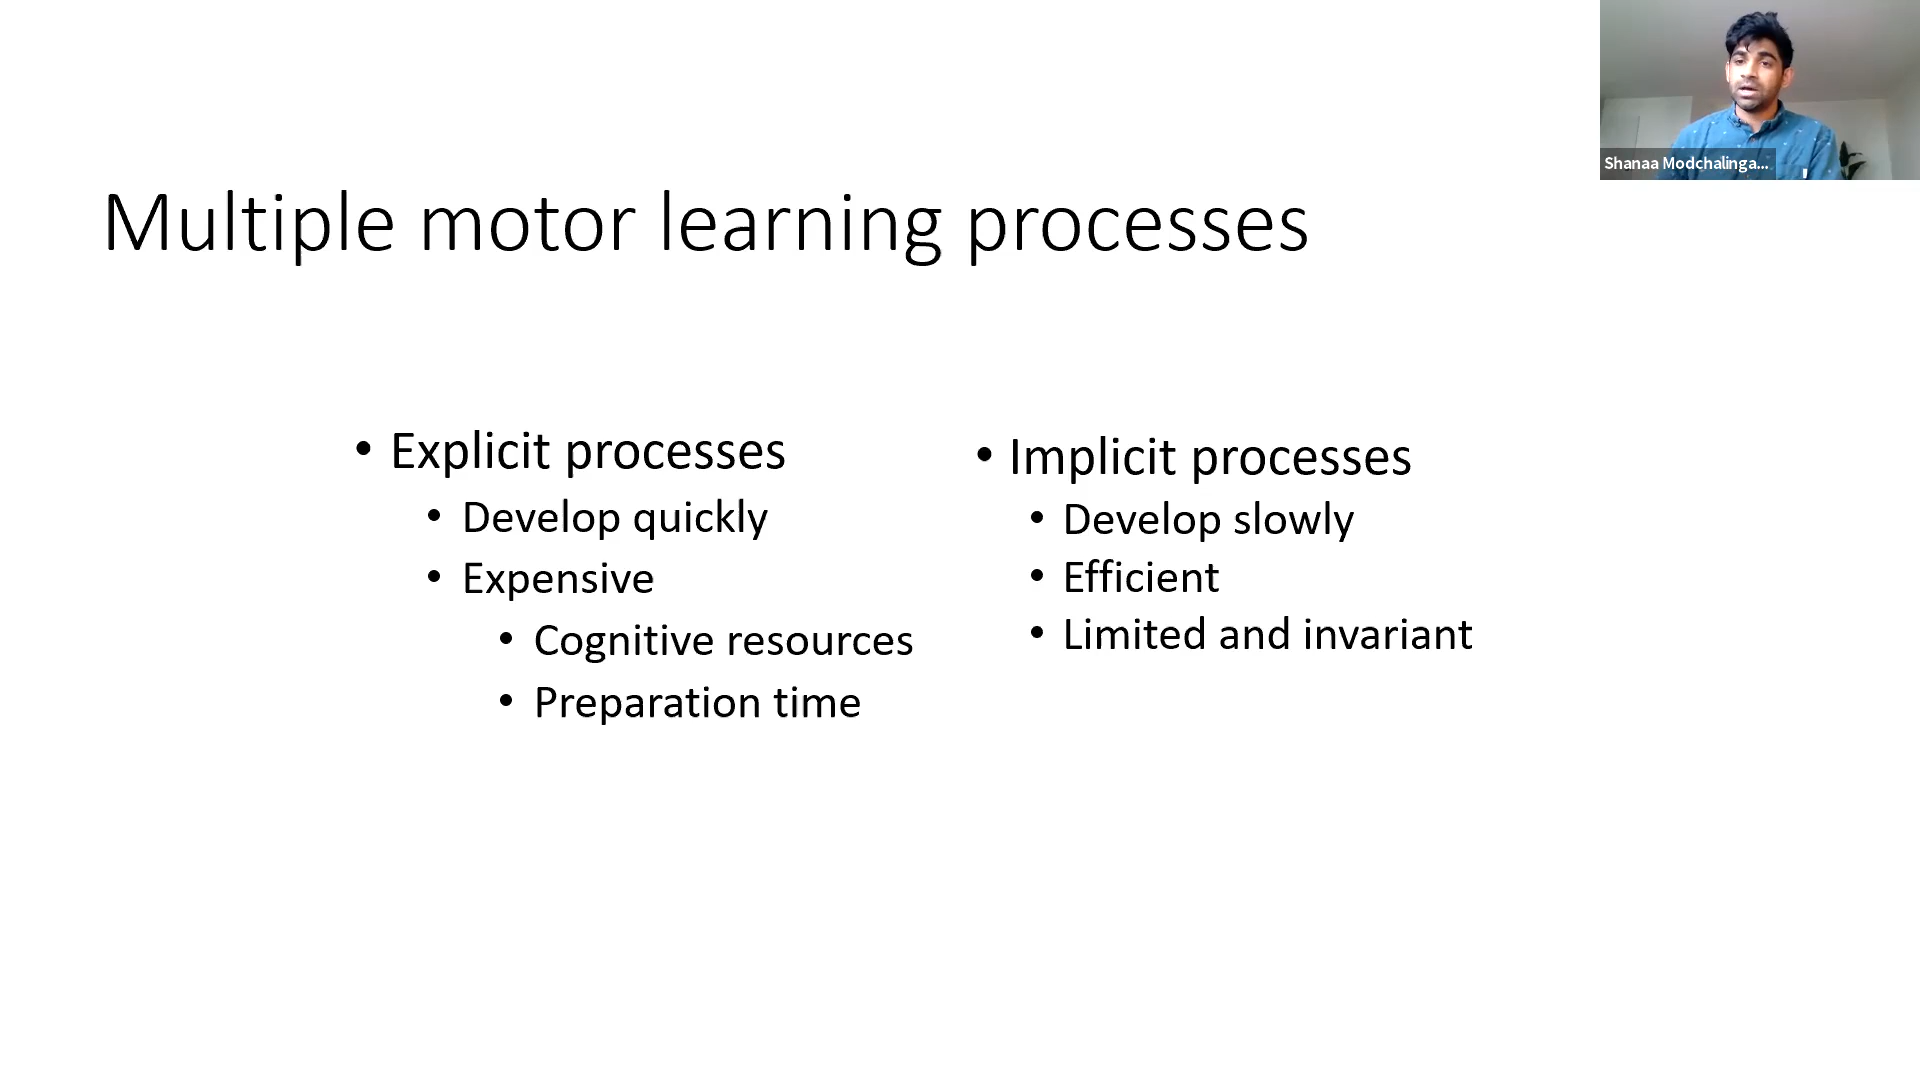 Shanaa Modchalinga...
Multiple motor learning processes
• Explicit processes
• Develop quickly
• Expensive
• Cognitive resources
• Preparation time
• Implicit processes
• Develop slowly
• Efficient
• Limited and invariant